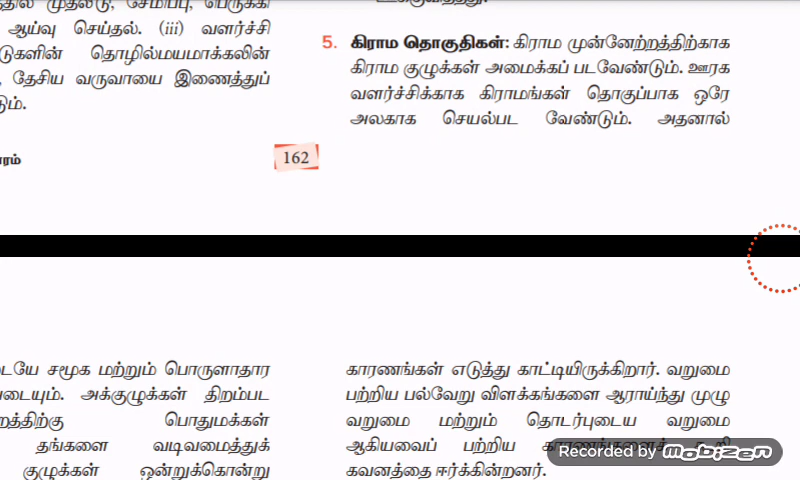 முதலீடு, சேமிப்பு, பெருக்க
ஆய்வு செய்தல். (iii) வளர்ச்சி
தொழில்மயமாக்கலின்
தேசிய வருவாயை இணைத்துப்
5. கிராம தொகுதிகள்: கிராம முன்னேற்றத்திற்காக
கிராம குழுக்கள் அமைக்கப் படவேண்டும். ஊரக
வளர்ச்சிக்காக கிராமங்கள் தொகுப்பாக ஒரே
அலகாக செயல்பட வேண்டும். அதனால்
162
சமூக மற்றும் பொருளாதார
அக்குழுக்கள் திறம்பட
பொதுமக்கள்
தங்களை வடிவமைத்துக்
குழுக்கள் ஒன்றுக்கொன்று
காரணங்கள் எடுத்து காட்டியிருக்கிறார். வறுமை
பற்றிய பல்வேறு விளக்கங்களை ஆராய்ந்து முழு
வறுமை மற்றும் தொடர்புடைய வறுமை
ஆகியவைப் பற்றிய
கவனத்தை ஈர்க்கின்றனர்.
Recorded by mobizen